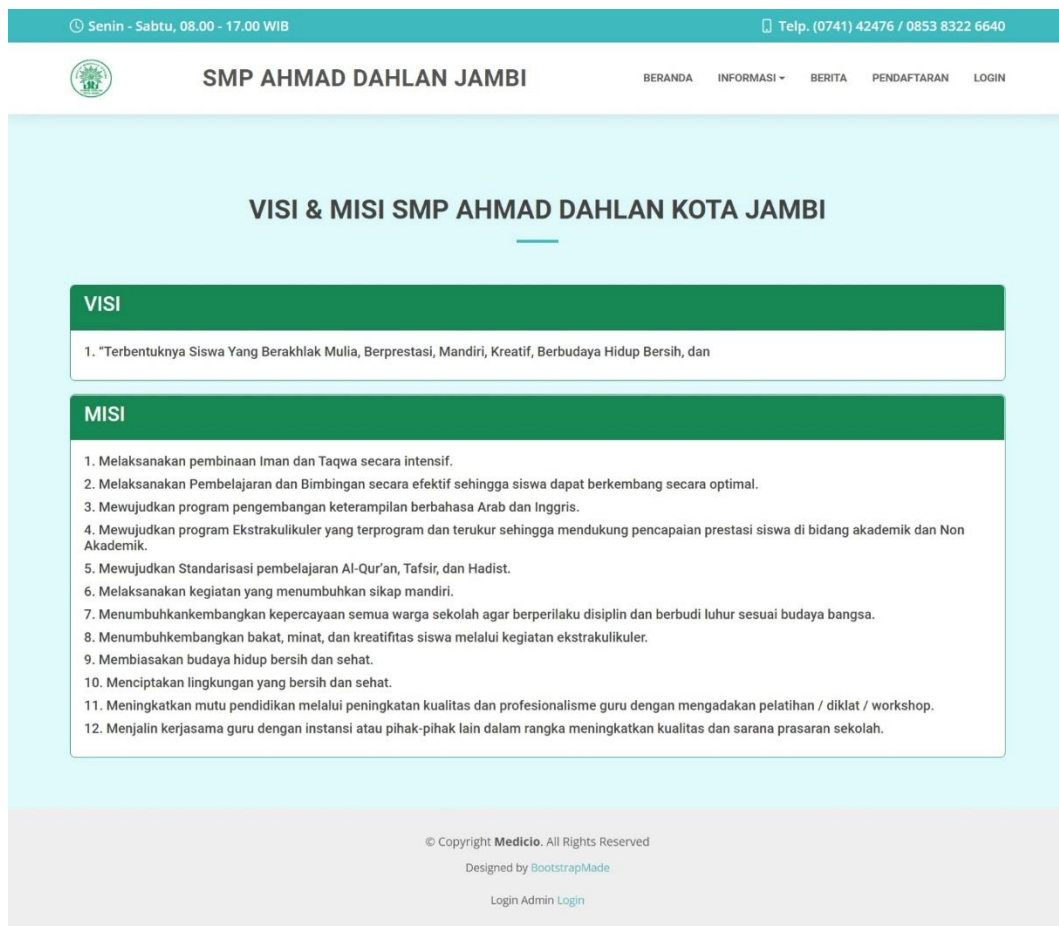 Senin - Sabtu, 08.00 - 17.00 WIB
Telp. (0741) 42476 / 0853 8322 6640
SMP AHMAD DAHLAN JAMBI
BERANDA INFORMASI BERITA PENDAFTARAN LOGIN
VISI & MISI SMP AHMAD DAHLAN KOTA JAMBI
VISI
1. "Terbentuknya Siswa Yang Berakhlak Mulia, Berprestasi, Mandiri, Kreatif, Berbudaya Hidup Bersih, dan
MISI
1. Melaksanakan pembinaan Iman dan Taqwa secara intensif.
2. Melaksanakan Pembelajaran dan Bimbingan secara efektif sehingga siswa dapat berkembang secara optimal.
3. Mewujudkan program pengembangan keterampilan berbahasa Arab dan Inggris.
4. Mewujudkan program Ekstrakulikuler yang terprogram dan terukur sehingga mendukung pencapaian prestasi siswa di bidang akademik dan Non
Akademik.
5. Mewujudkan Standarisasi pembelajaran Al-Qur'an, Tafsir, dan Hadist.
6. Melaksanakan kegiatan yang menumbuhkan sikap mandiri.
7. Menumbuhkankembangkan kepercayaan semua warga sekolah agar berperilaku disiplin dan berbudi luhur sesuai budaya bangsa.
8. Menumbuhkembangkan bakat, minat, dan kreatifitas siswa melalui kegiatan ekstrakulikuler.
9. Membiasakan budaya hidup bersih dan sehat.
10. Menciptakan lingkungan yang bersih dan sehat.
11. Meningkatkan mutu pendidikan melalui peningkatan kualitas dan profesionalisme guru dengan mengadakan pelatihan / diklat / workshop.
12. Menjalin kerjasama guru dengan instansi atau pihak-pihak lain dalam rangka meningkatkan kualitas dan sarana prasaran sekolah.
© Copyright Medicio. All Rights Reserved
Designed by BootstrapMade
Login Admin Login